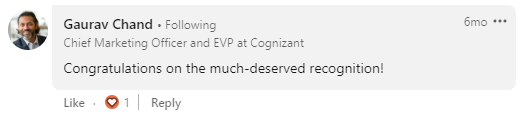 Gaurav Chand • Following
6mo •••
Chief Marketing Officer and EVP at Cognizant
Congratulations on the much-deserved recognition!
Like · 1 | Reply